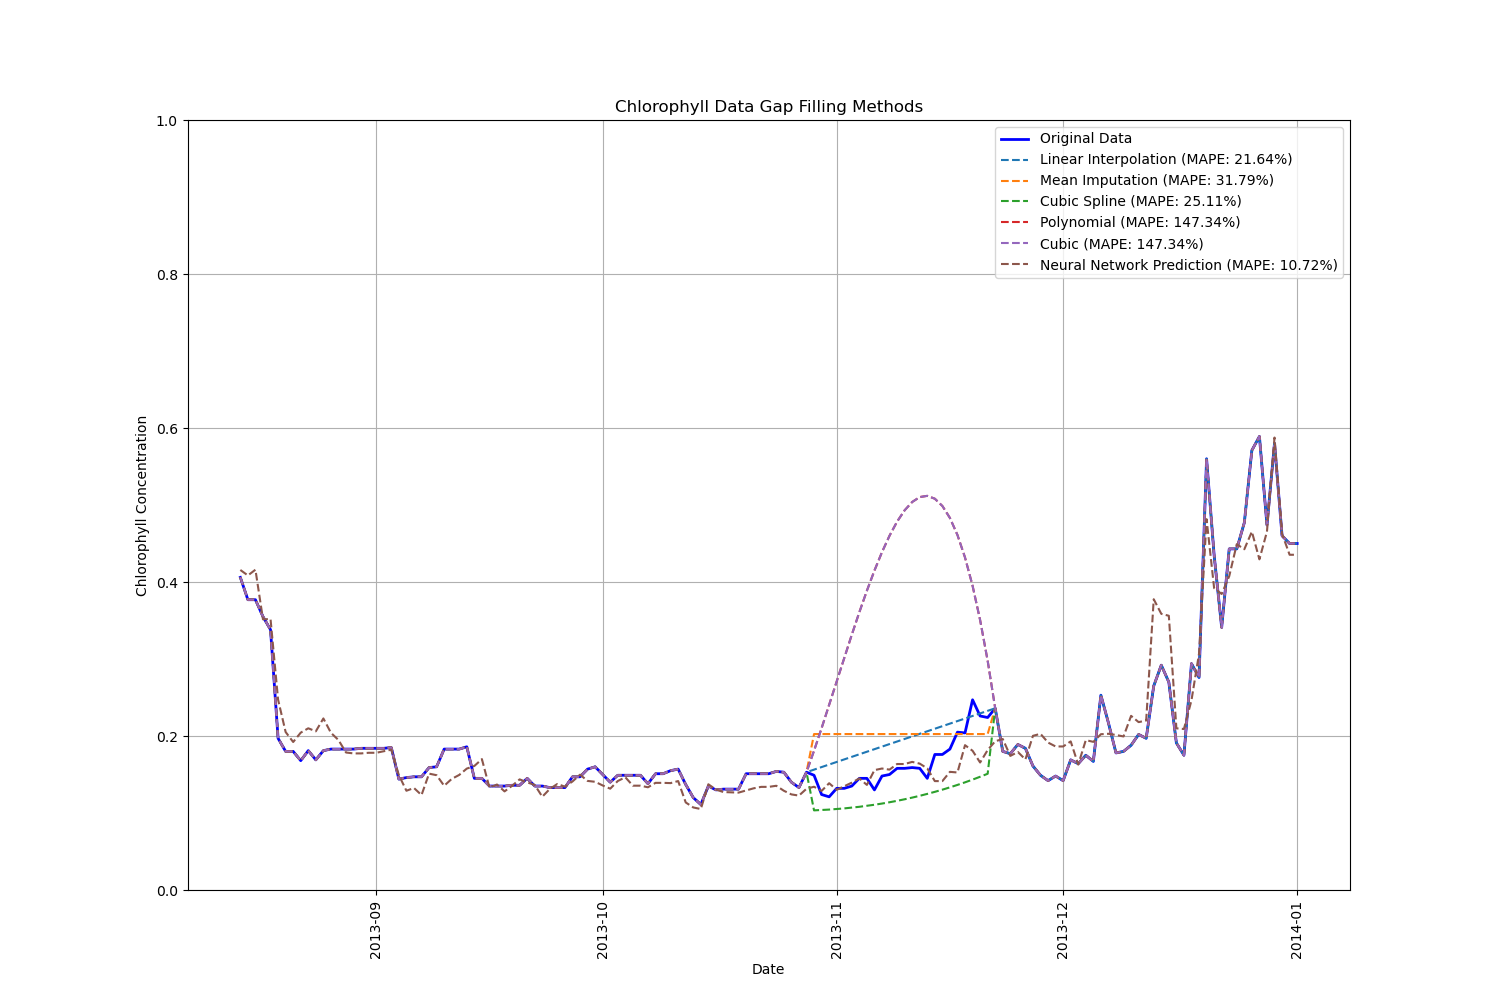 Chlorophyll Data Gap Filling Methods
1.0
0.8
0.6
0.4
0.2
0.0
Chlorophyll Concentration
Original Data
Linear Interpolation (MAPE: 21.64%)
Mean Imputation (MAPE: 31.79%)
Cubic Spline (MAPE: 25.11%)
Polynomial (MAPE: 147.34%)
Cubic (MAPE: 147.34%)
Neural Network Prediction (MAPE: 10.72%)
2013-09
2013-10
2013-11
2013-12
2014-01
Date